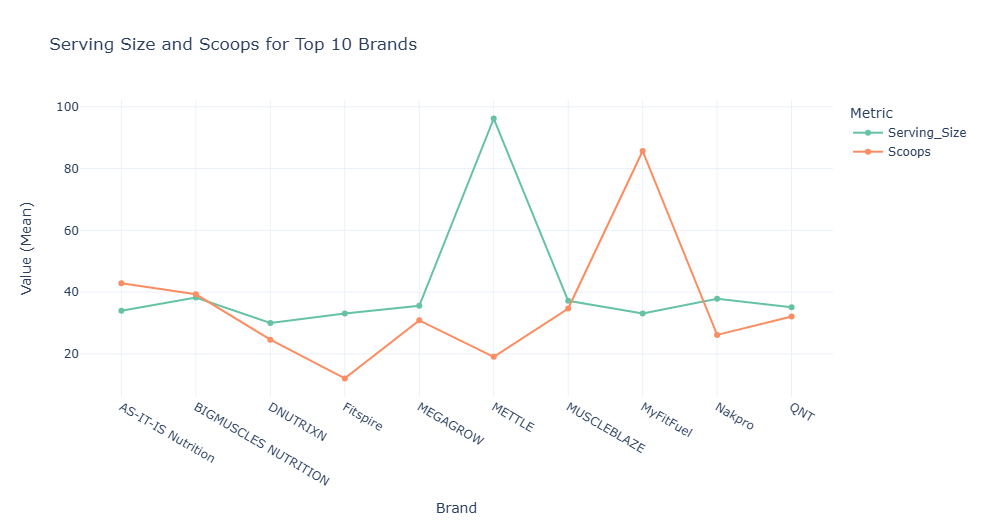 Serving Size and Scoops for Top 10 Brands
Metric
Serving_Size
Scoops
Value (Mean)
100
80
60
40
20
AS-IT-IS Nutrition
BIGMUSCLES NUTRITION
DNUTRIXN
Fitspire
MEGAGROW
METTLE
MUSCLEBLAZE
MyFitFuel
Nakpro
QNT
Brand